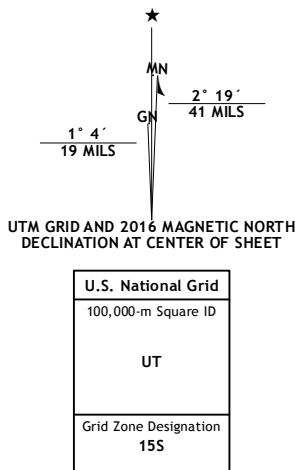 ★
MN
GN
2° 19´
41 MILS
1° 4´
19 MILS
UTM GRID AND 2016 MAGNETIC NORTH
DECLINATION AT CENTER OF SHEET
U.S. National Grid
100,000-m Square ID
UT
Grid Zone Designation
15S